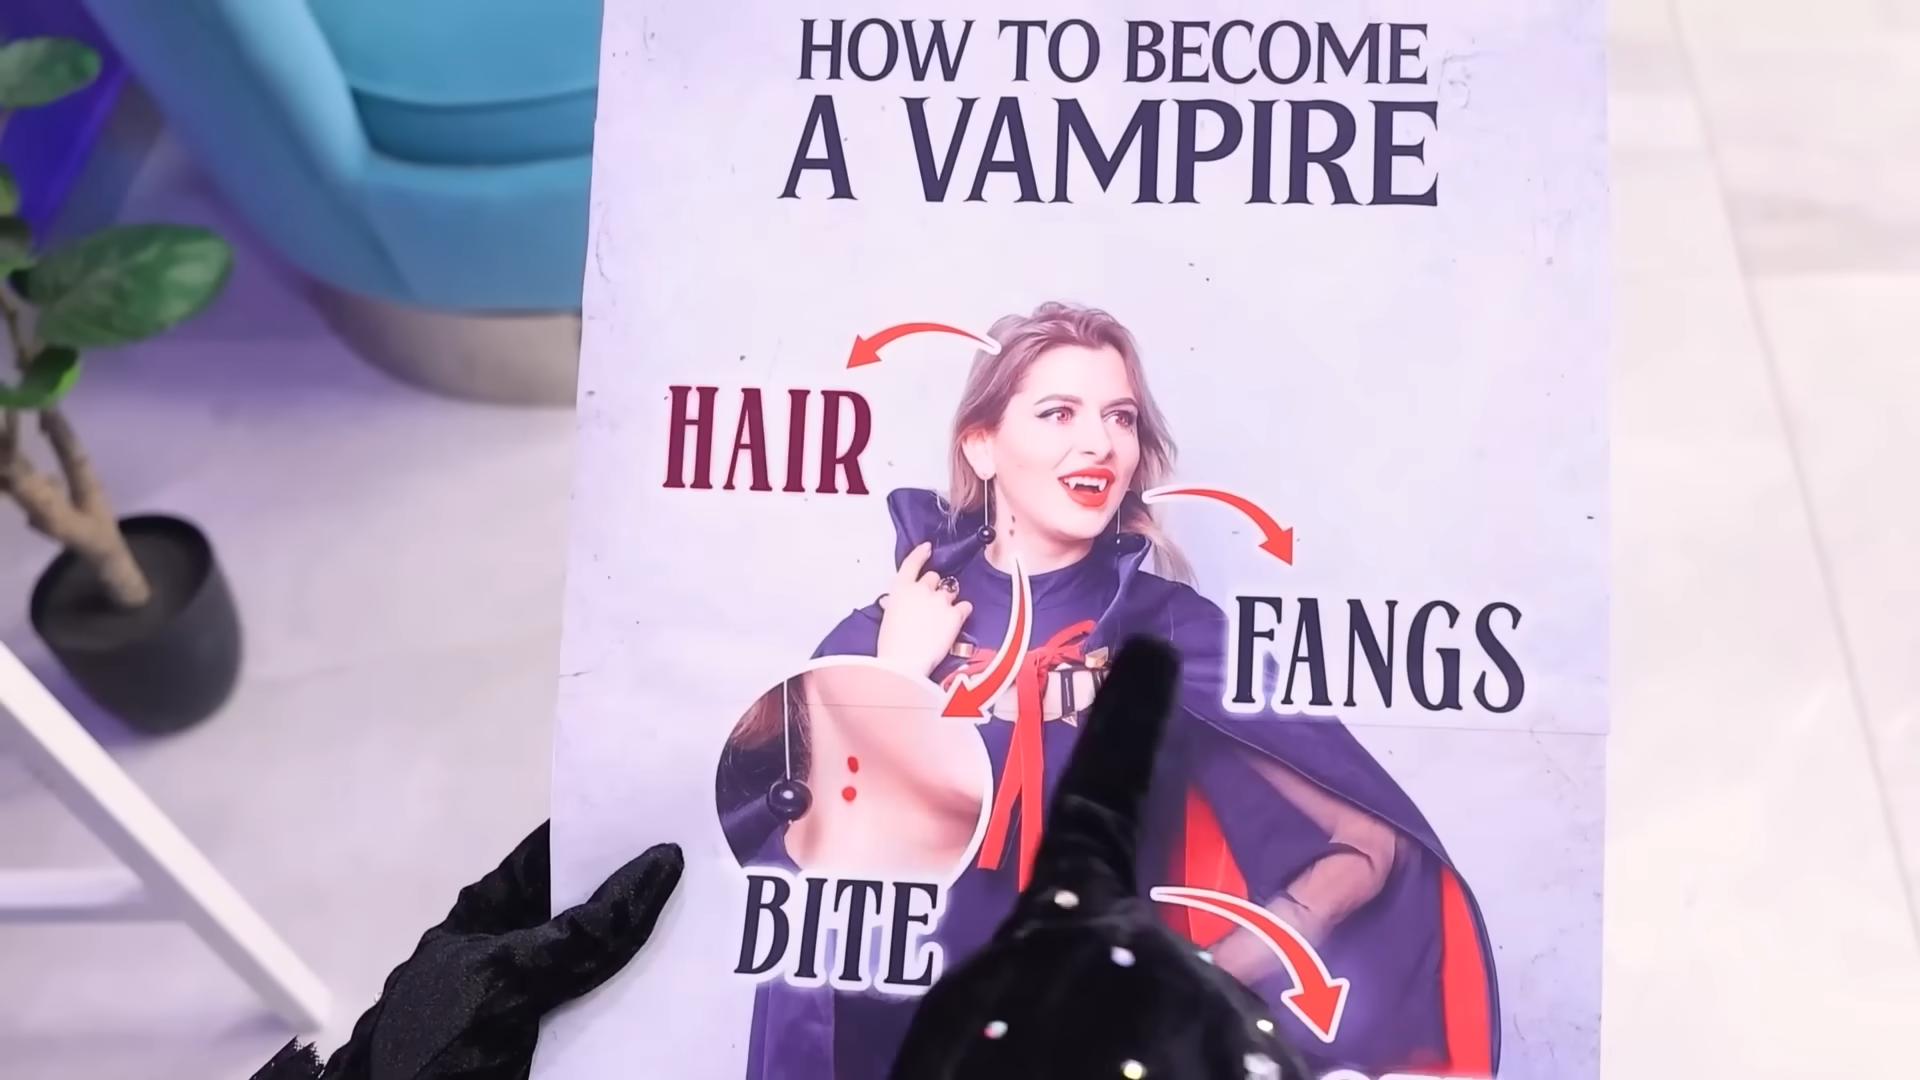 HOW TO BECOME
A VAMPIRE
HAIR
FANGS
BITE